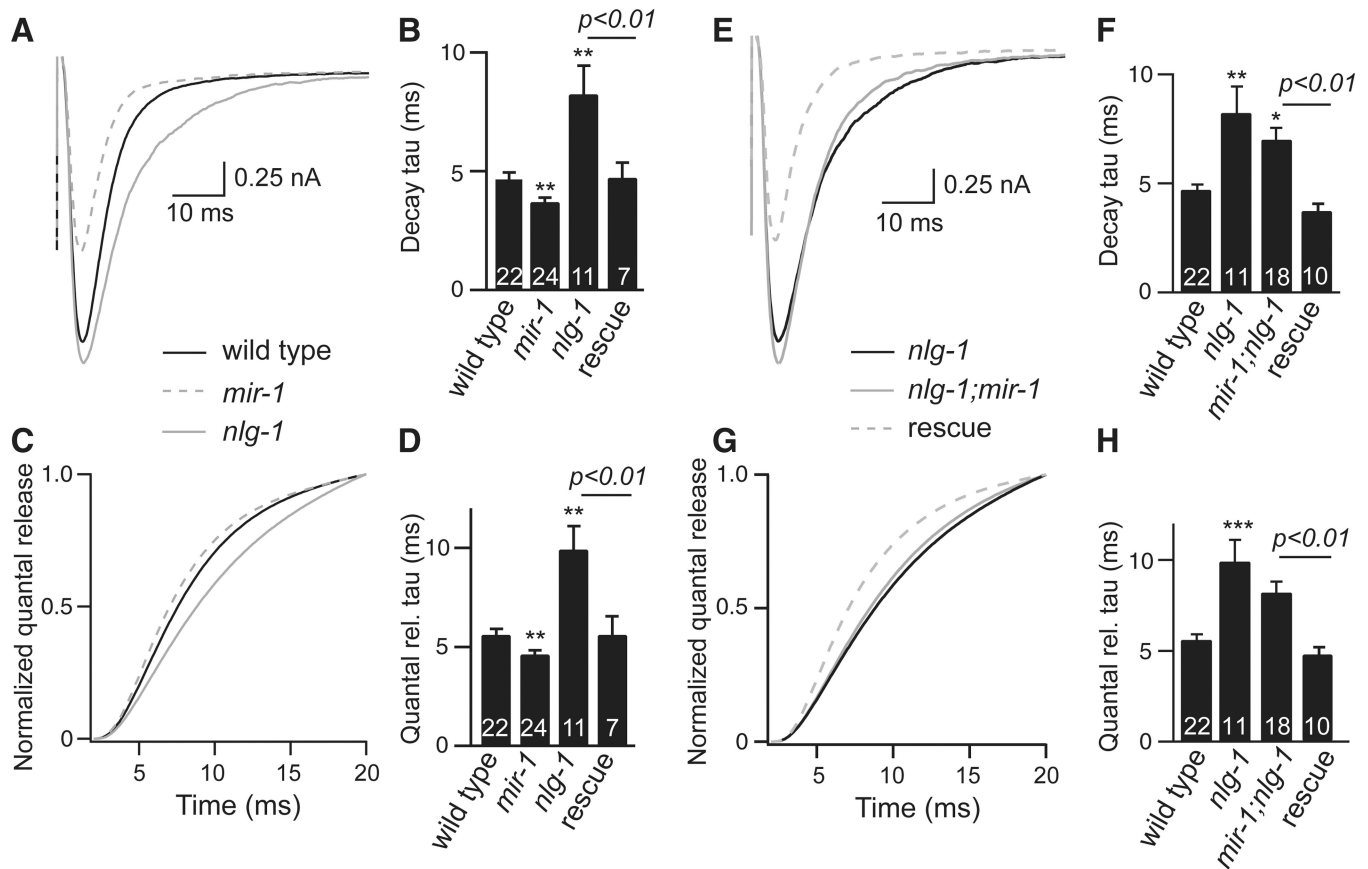 A
0.25 nA
10 ms
wild type
mir-1
nlg-1
B
p<0.01
Decay tau (ms)
10
5
0
**
**
22
24
11
7
wild type
mir-1
nlg-1
rescue
C
Normalized quantal release
1.0
0.5
0
5
10
15
20
Time (ms)
D
p<0.01
Quantal rel. tau (ms)
10
5
0
**
**
22
24
11
7
wild type
mir-1
nlg-1
rescue
E
0.25 nA
10 ms
nlg-1
nlg-1;mir-1
rescue
F
p<0.01
Decay tau (ms)
10
5
0
**
*
22
11
18
10
wild type
nlg-1
mir-1;nlg-1
rescue
G
Normalized quantal release
1.0
0.5
0
5
10
15
20
Time (ms)
H
p<0.01
Quantal rel. tau (ms)
10
5
0
***
22
11
18
10
wild type
nlg-1
mir-1;nlg-1
rescue